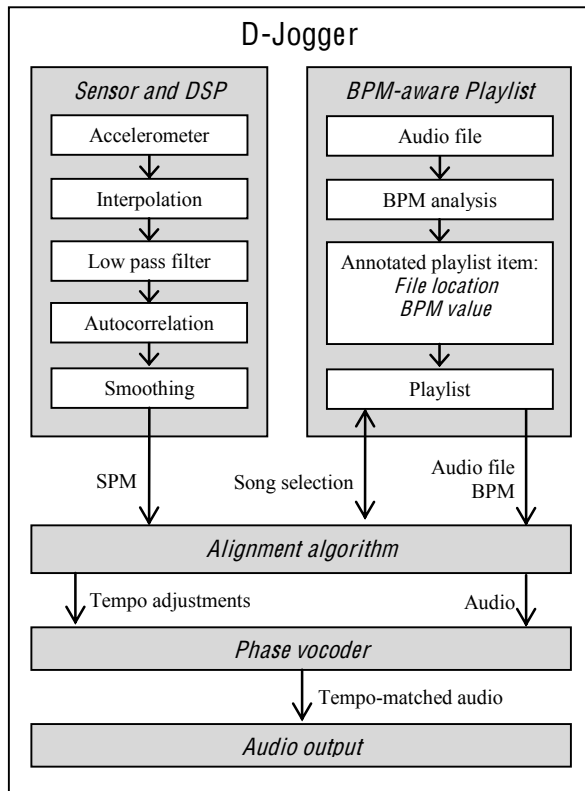 D-Jogger
Sensor and DSP
Accelerometer
Interpolation
Low pass filter
Autocorrelation
Smoothing
BPM-aware Playlist
Audio file
BPM analysis
Annotated playlist item:
File location
BPM value
Playlist
SPM
Song selection
Audio file
BPM
Alignment algorithm
Tempo adjustments
Audio
Phase vocoder
Tempo-matched audio
Audio output